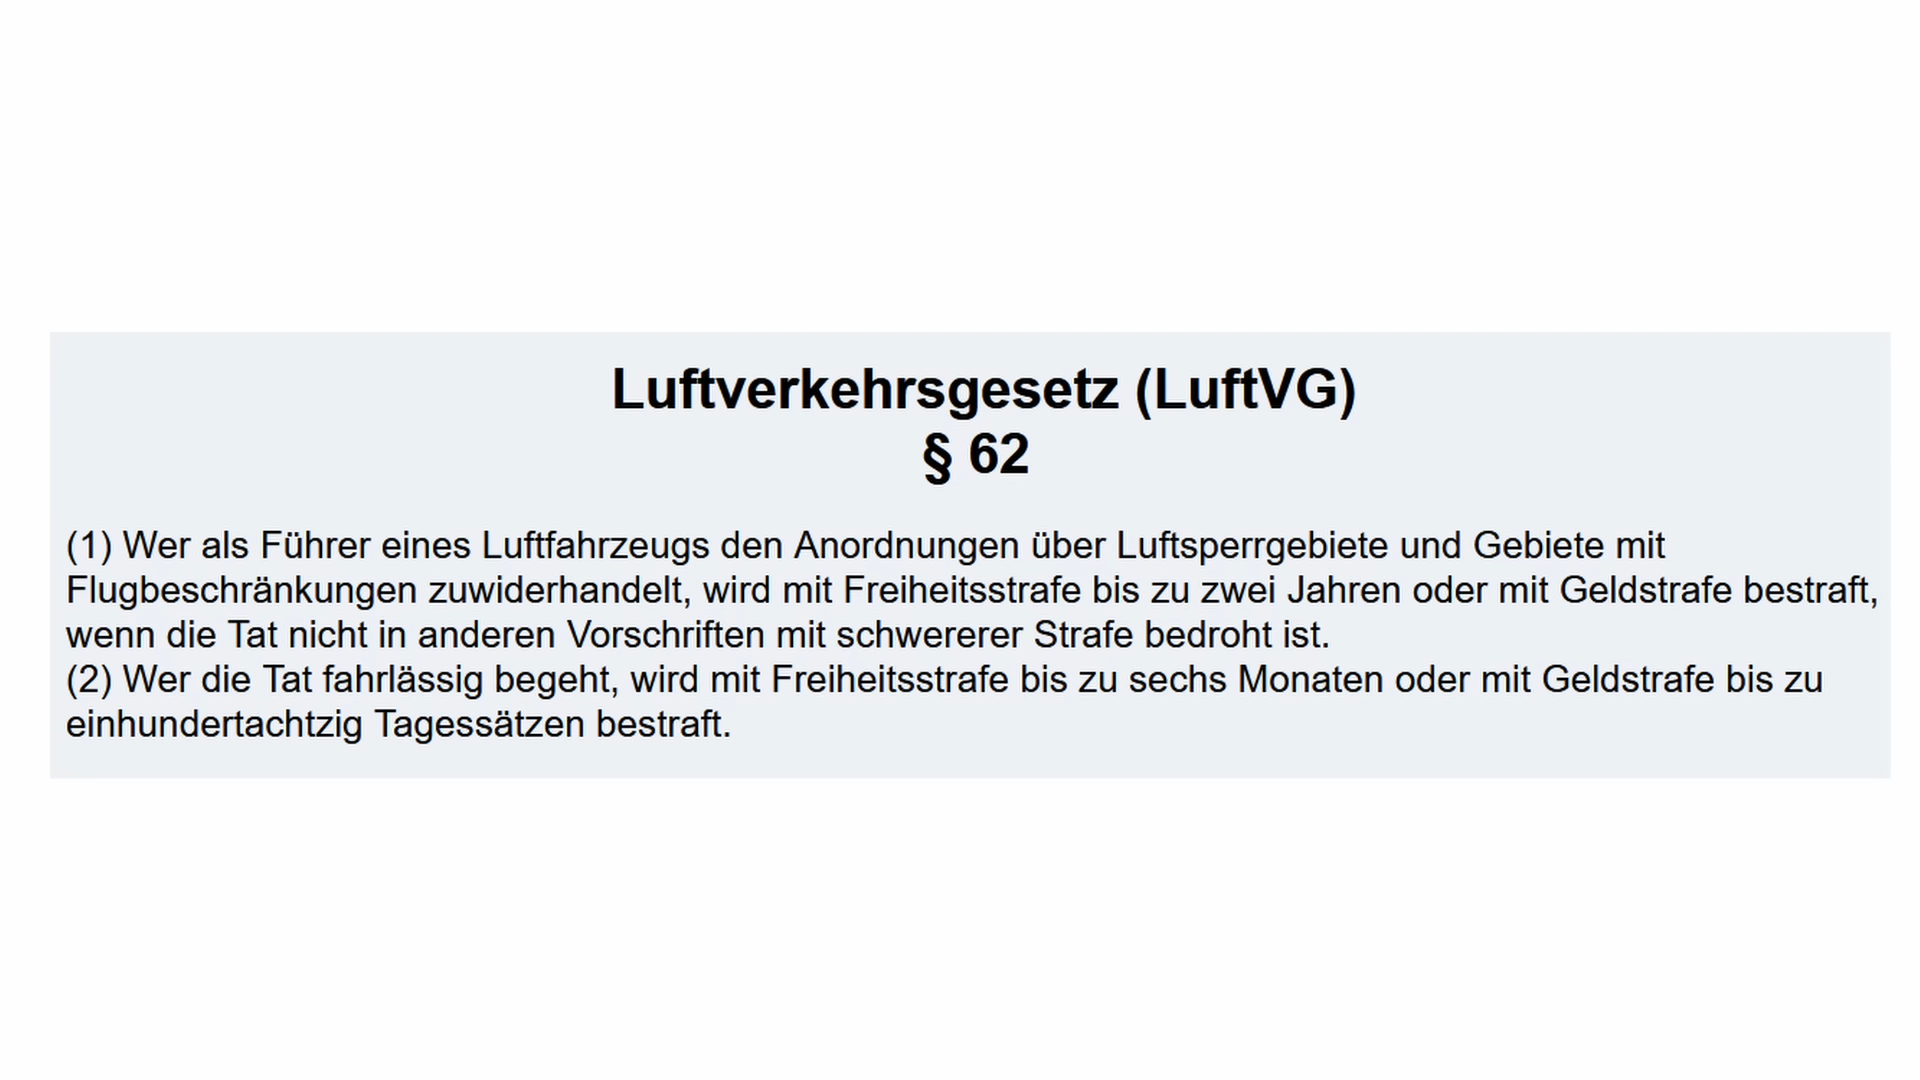 Luftverkehrsgesetz (LuftVG)
§ 62
(1) Wer als Führer eines Luftfahrzeugs den Anordnungen über Luftsperrgebiete und Gebiete mit
Flugbeschränkungen zuwiderhandelt, wird mit Freiheitsstrafe bis zu zwei Jahren oder mit Geldstrafe bestraft,
wenn die Tat nicht in anderen Vorschriften mit schwererer Strafe bedroht ist.
(2) Wer die Tat fahrlässig begeht, wird mit Freiheitsstrafe bis zu sechs Monaten oder mit Geldstrafe bis zu
einhundertachtzig Tagessätzen bestraft.